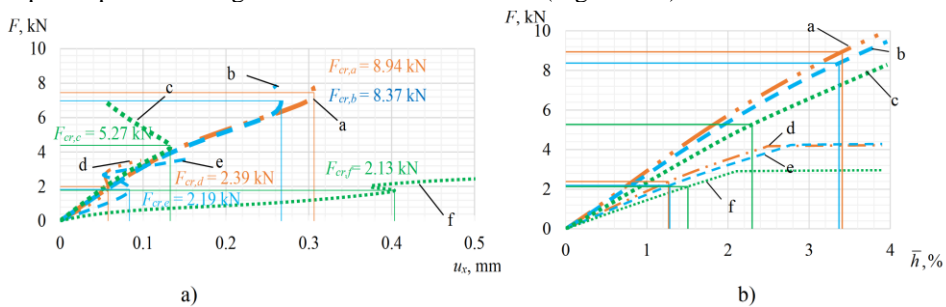 F, kN
10
8
6
4
2
0
0
0.1
0.2
0.3
0.4
0.5
u_x, mm
F_cr,a = 8.94 kN
F_cr,b = 8.37 kN
F_cr,c = 5.27 kN
F_cr,d = 2.39 kN
F_cr,e = 2.19 kN
F_cr,f = 2.13 kN
a
b
c
d
e
f
a)
F, kN
10
8
6
4
2
0
0
1
2
3
4
h̅, %
a
b
c
d
e
f
b)